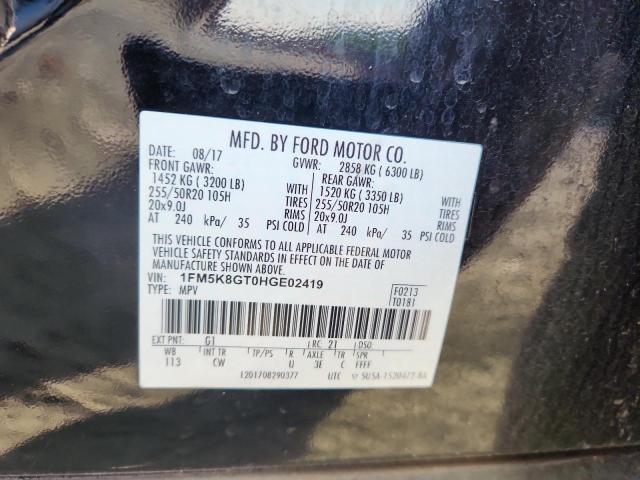 MFD. BY FORD MOTOR CO.
DATE: 08/17 GVWR: 2858 KG ( 6300 LB)
FRONT GAWR: REAR GAWR:
1452 KG ( 3200 LB) WITH 1520 KG ( 3350 LB) WITH
255/50R20 105H TIRES 255/50R20 105H TIRES
20x9.0J RIMS 20x9.0J RIMS
AT 240 kPa/ 35 PSI COLD AT 240 kPa/ 35 PSI COLD
THIS VEHICLE CONFORMS TO ALL APPLICABLE FEDERAL MOTOR
VEHICLE SAFETY STANDARDS IN EFFECT ON THE DATE OF
MANUFACTURE SHOWN ABOVE.
VIN: 1FM5K8GT0HGE02419 F0213
TYPE: MPV T0181
EXT PNT: G1 RC: 21 DSO:
WB INT TR TP/PS R AXLE TR SPR
113 CW U 3E C FFF
E201708290377 UTC 5USA-1520472-BA